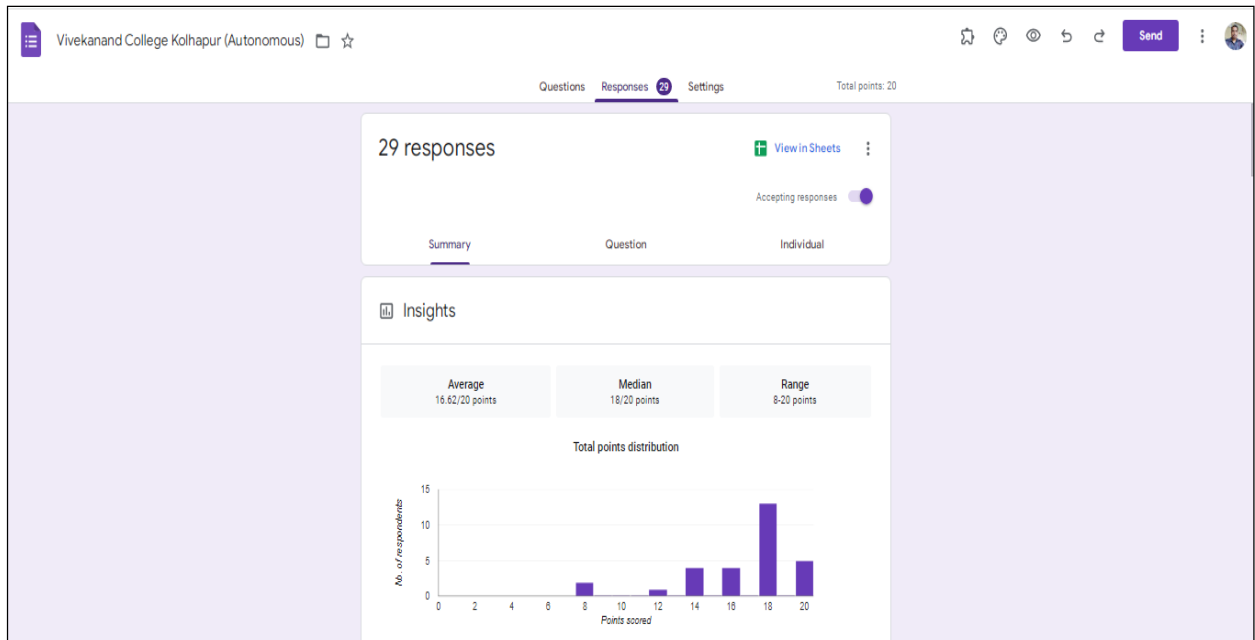 Vivekanand College Kolhapur (Autonomous)
Send
Questions Responses 29 Settings Total points: 20
29 responses
View in Sheets
Accepting responses
Summary Question Individual
Insights
Average Median Range
16.62/20 points 18/20 points 8-20 points
Total points distribution
Nb. of respondents
15
10
5
0
0 2 4 6 8 10 12 14 16 18 20
Points scored